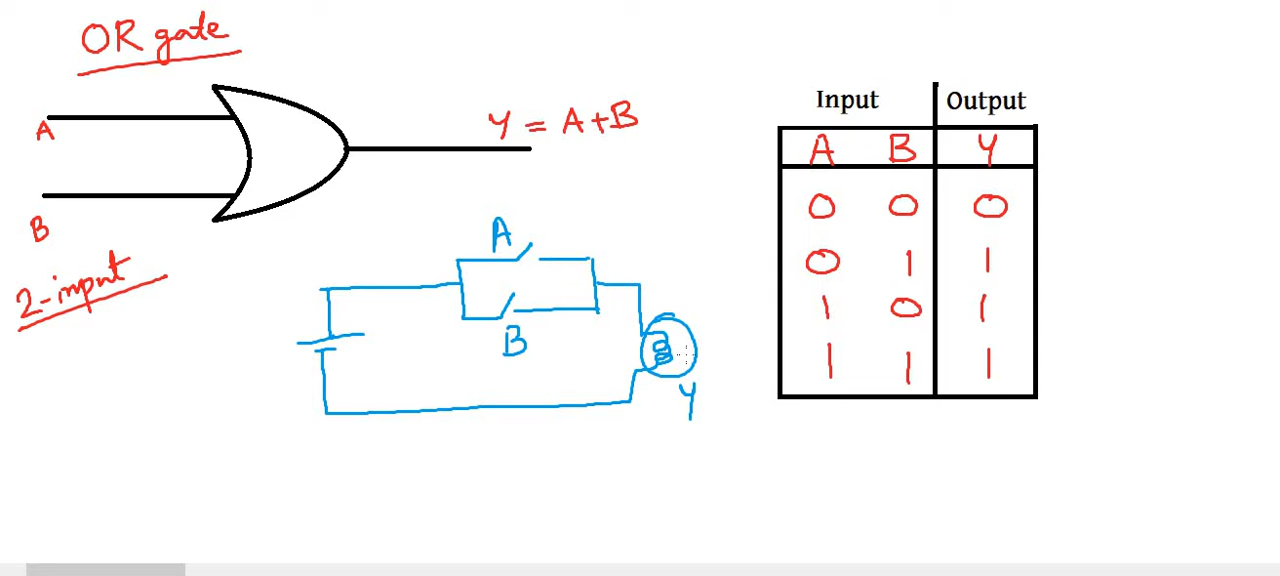 OR gate
A
Y = A+B
B
2-input
A
B
Y
Input Output
A B Y
0 0 0
0 1 1
1 0 1
1 1 1